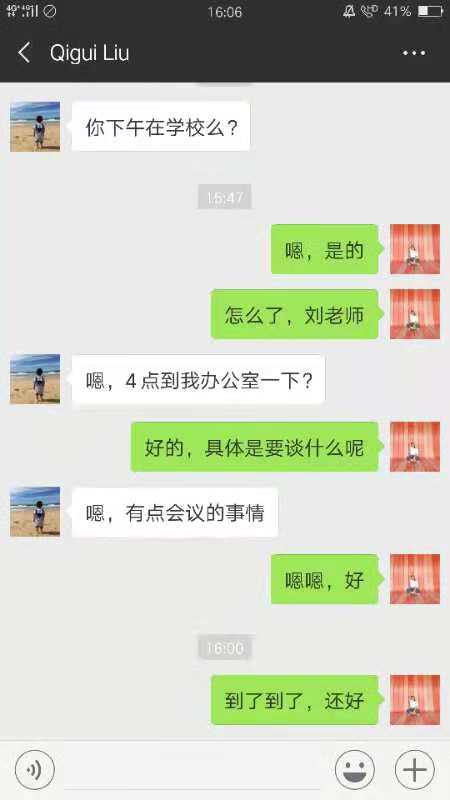 16:06
41%
Qigui Liu
你下午在学校么？
15:47
嗯，是的
怎么了，刘老师
嗯，4点到我办公室一下？
好的，具体是要谈什么呢
嗯，有点会议的事情
嗯嗯，好
16:00
到了到了，还好